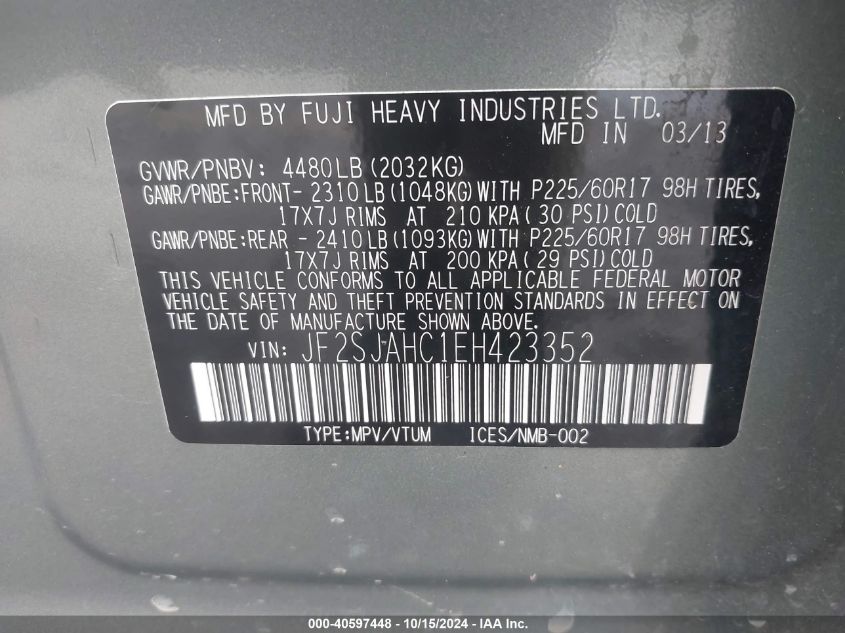 MFD BY FUJI HEAVY INDUSTRIES LTD.
MFD IN 03/13
GVWR/PNBV: 4480LB(2032KG)
GAWR/PNBE:FRONT- 2310LB(1048KG)WITH P225/60R17 98H TIRES,
17X7J RIMS AT 210 KPA(30 PSI)COLD
GAWR/PNBE:REAR - 2410LB(1093KG)WITH P225/60R17 98H TIRES,
17X7J RIMS AT 200 KPA(29 PSI)COLD
THIS VEHICLE CONFORMS TO ALL APPLICABLE FEDERAL MOTOR
VEHICLE SAFETY AND THEFT PREVENTION STANDARDS IN EFFECT ON
THE DATE OF MANUFACTURE SHOWN ABOVE.
VIN: JF2SJAHC1EH423352
TYPE:MPV/VTUM ICES/NMB-002
000-40597448 - 10/15/2024 - IAA Inc.